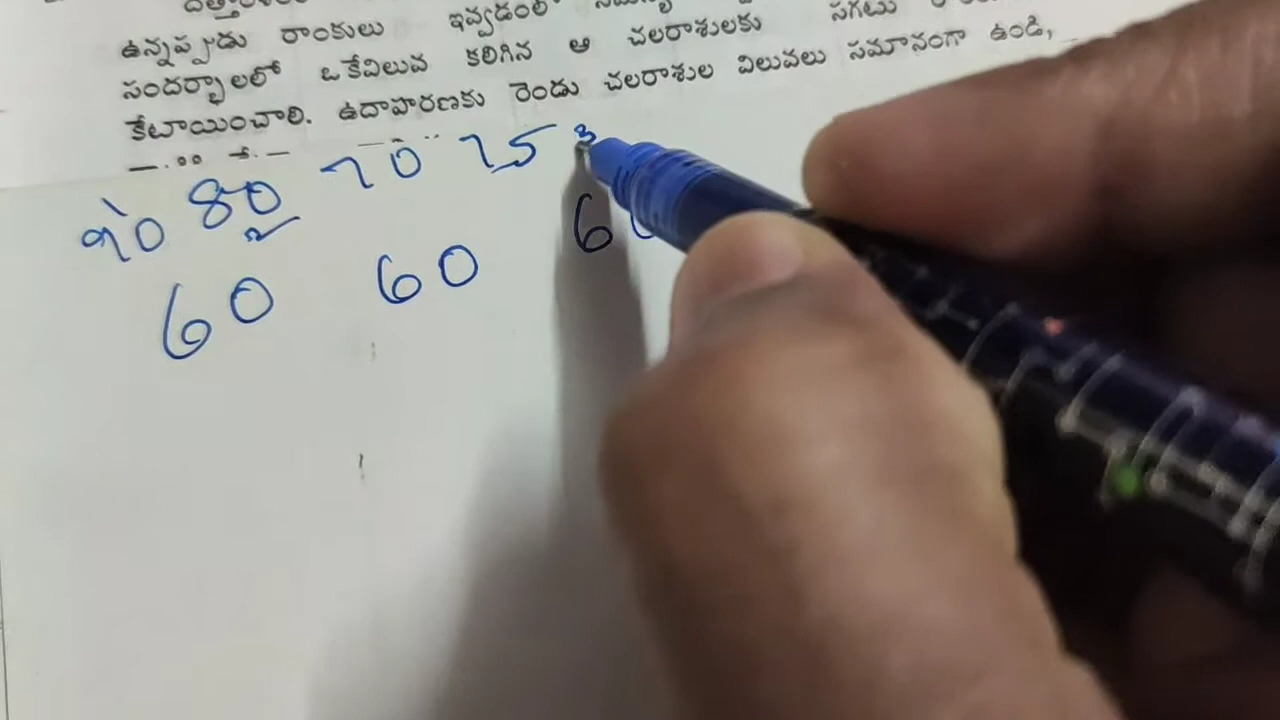 ఉన్నప్పుడు రాంకులు ఇవ్వడంలో
సందర్భాలలో ఒకేవిలువ కలిగిన ఆ చలరాశులకు సగటు
కేటాయించాలి. ఉదాహరణకు రెండు చలరాశుల విలువలు సమానంగా ఉండి,
90 80 70 75
60 60 60